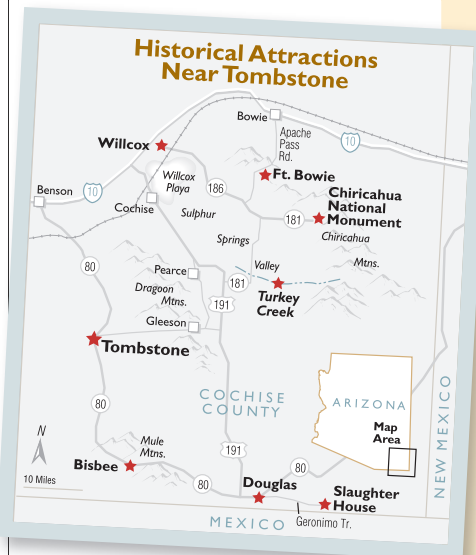 Historical Attractions
Near Tombstone
Bowie
Apache
Pass
Rd.
10
Willcox
Ft. Bowie
Willcox
Playa
186
Chiricahua
National
Monument
Benson
10
Cochise
Sulphur
181
Chiricahua
Springs
Mtns.
80
Valley
Pearce
181
Dragoon
Mtns.
Turkey
Creek
191
Gleeson
Tombstone
COCHISE
COUNTY
ARIZONA
Map
Area
NEW MEXICO
80
N
Mule
Mtns.
191
Bisbee
80
10 Miles
80
Douglas
Slaughter
House
MEXICO
Geronimo Tr.